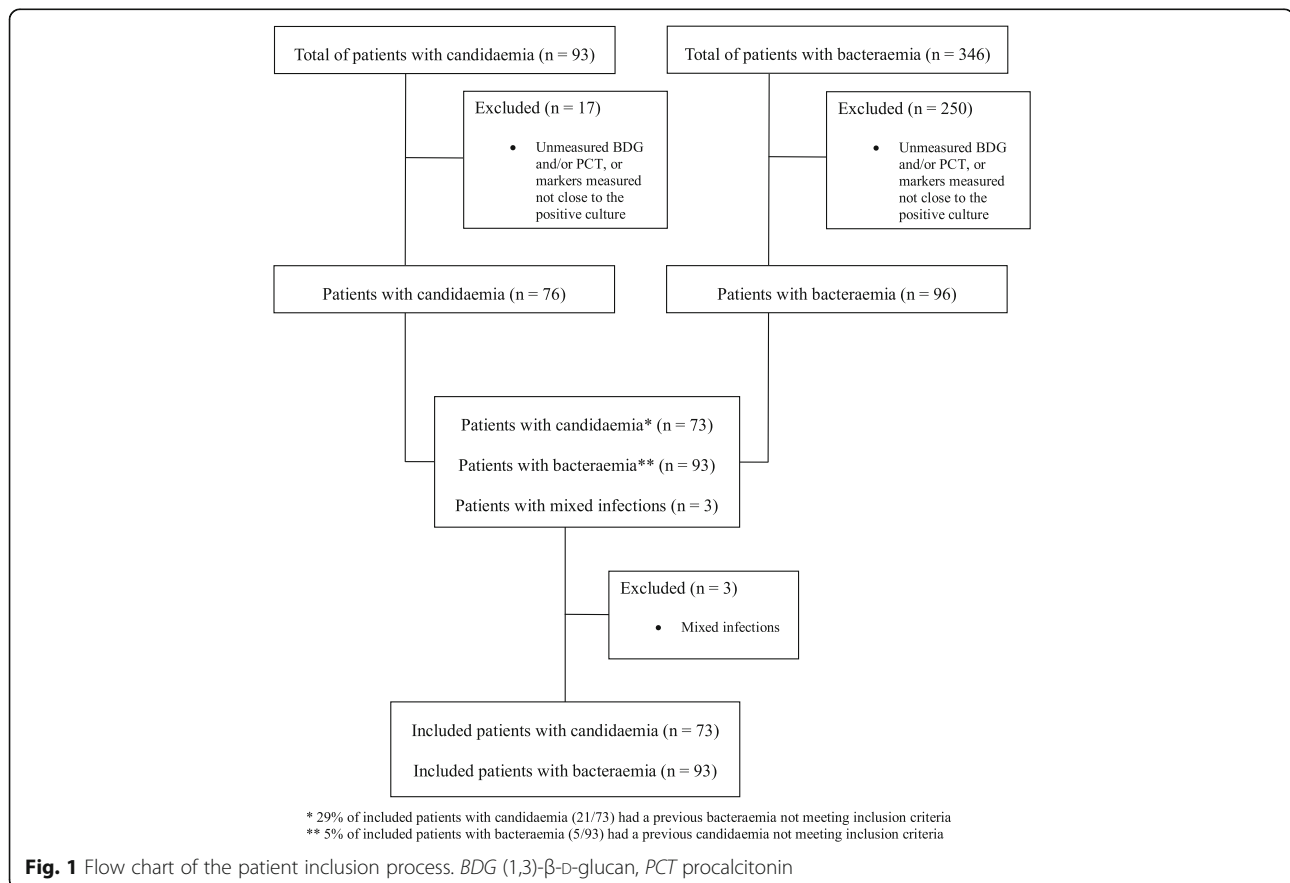 Total of patients with candidaemia (n = 93)
Total of patients with bacteraemia (n = 346)
Excluded (n = 17)
• Unmeasured BDG
and/or PCT, or
markers measured
not close to the
positive culture
Excluded (n = 250)
• Unmeasured BDG
and/or PCT, or
markers measured
not close to the
positive culture
Patients with candidaemia (n = 76)
Patients with bacteraemia (n = 96)
Patients with candidaemia* (n = 73)
Patients with bacteraemia** (n = 93)
Patients with mixed infections (n = 3)
Excluded (n = 3)
• Mixed infections
Included patients with candidaemia (n = 73)
Included patients with bacteraemia (n = 93)
* 29% of included patients with candidaemia (21/73) had a previous bacteraemia not meeting inclusion criteria
** 5% of included patients with bacteraemia (5/93) had a previous candidaemia not meeting inclusion criteria
Fig. 1 Flow chart of the patient inclusion process. BDG (1,3)-β-D-glucan, PCT procalcitonin